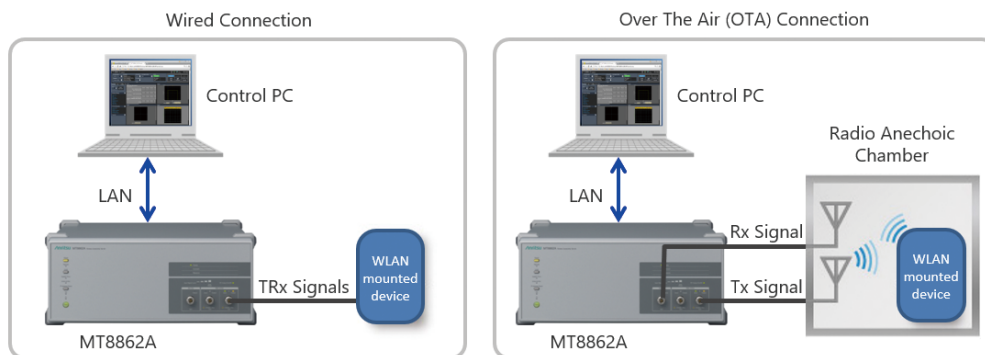 Wired Connection
Control PC
LAN
TRx Signals
WLAN
mounted
device
MT8862A
Over The Air (OTA) Connection
Control PC
Radio Anechoic
Chamber
LAN
Rx Signal
Tx Signal
WLAN
mounted
device
MT8862A